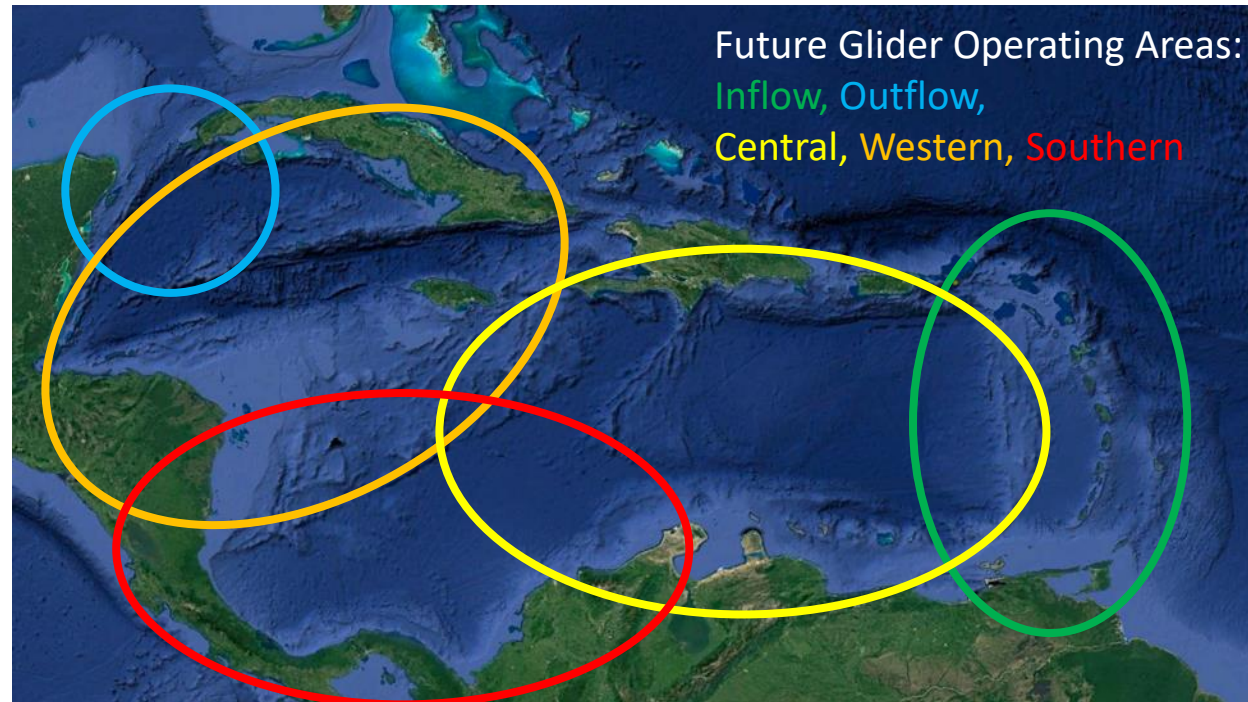 Future Glider Operating Areas:
Inflow, Outflow,
Central, Western, Southern